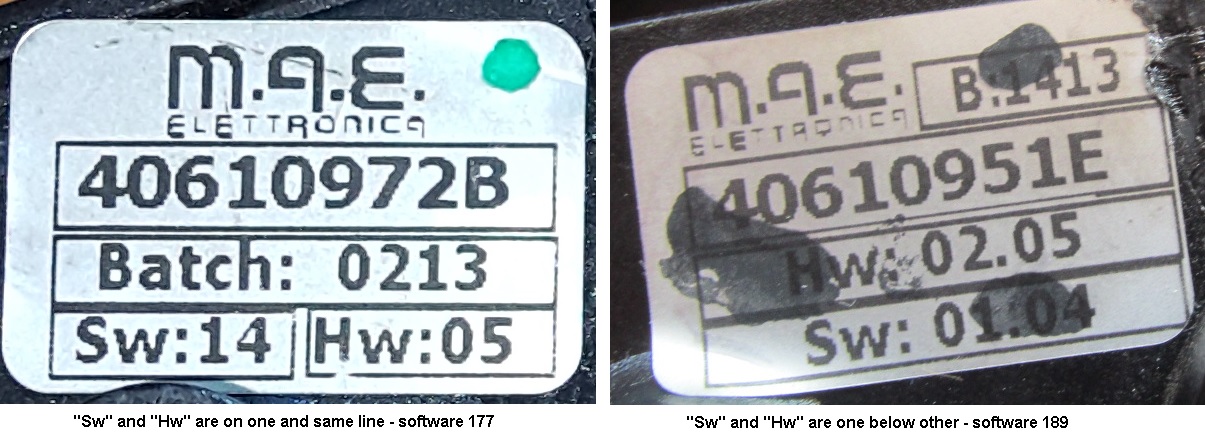 m.a.E.
ELETTRONICA
40610972B
Batch: 0213
Sw:14 Hw:05
"Sw" and "Hw" are on one and same line - software 177
m.a.E. B:1413
ELETTRONICA
40610951E
Hw: 02.05
Sw: 01.04
"Sw" and "Hw" are one below other - software 189